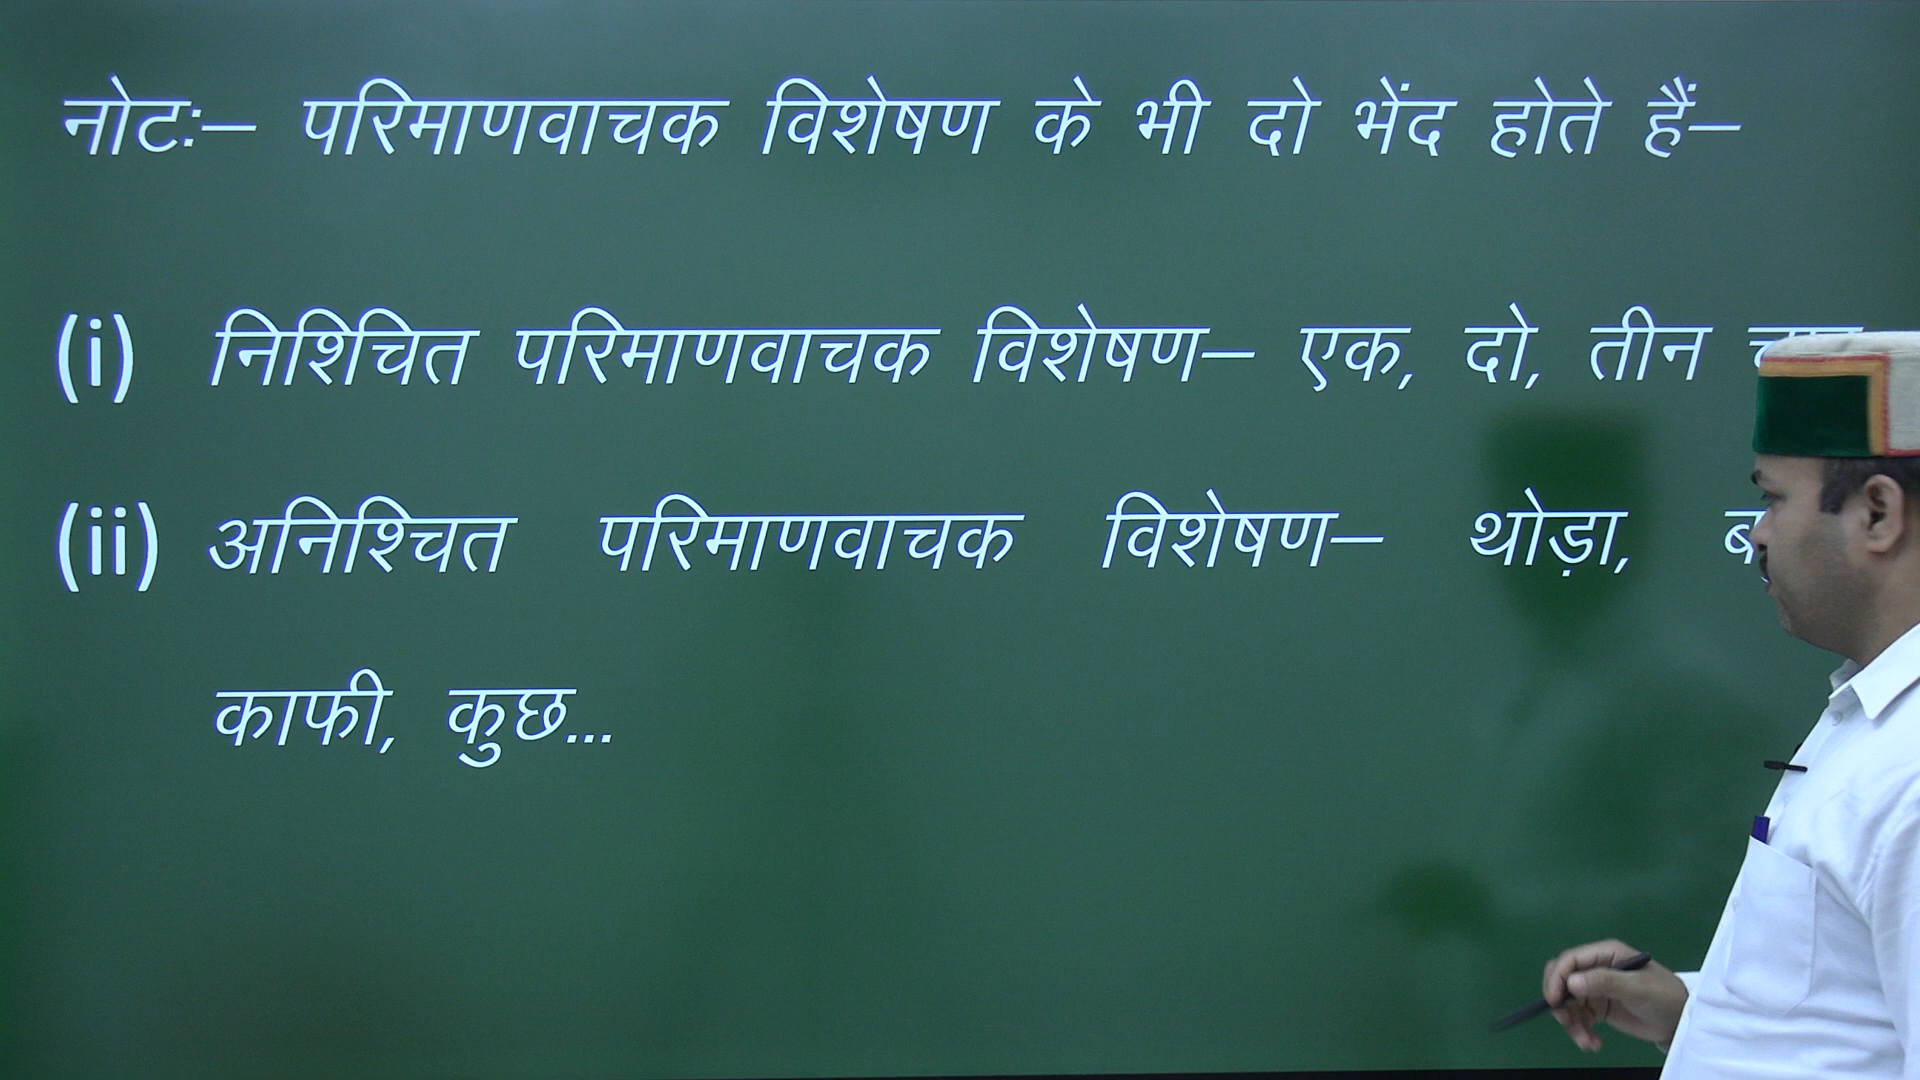 नोटः– परिमाणवाचक विशेषण के भी दो भेंद होते हैं–
(i) निश्चित परिमाणवाचक विशेषण– एक, दो, तीन
(ii) अनिश्चित परिमाणवाचक विशेषण– थोड़ा,
काफी, कुछ...